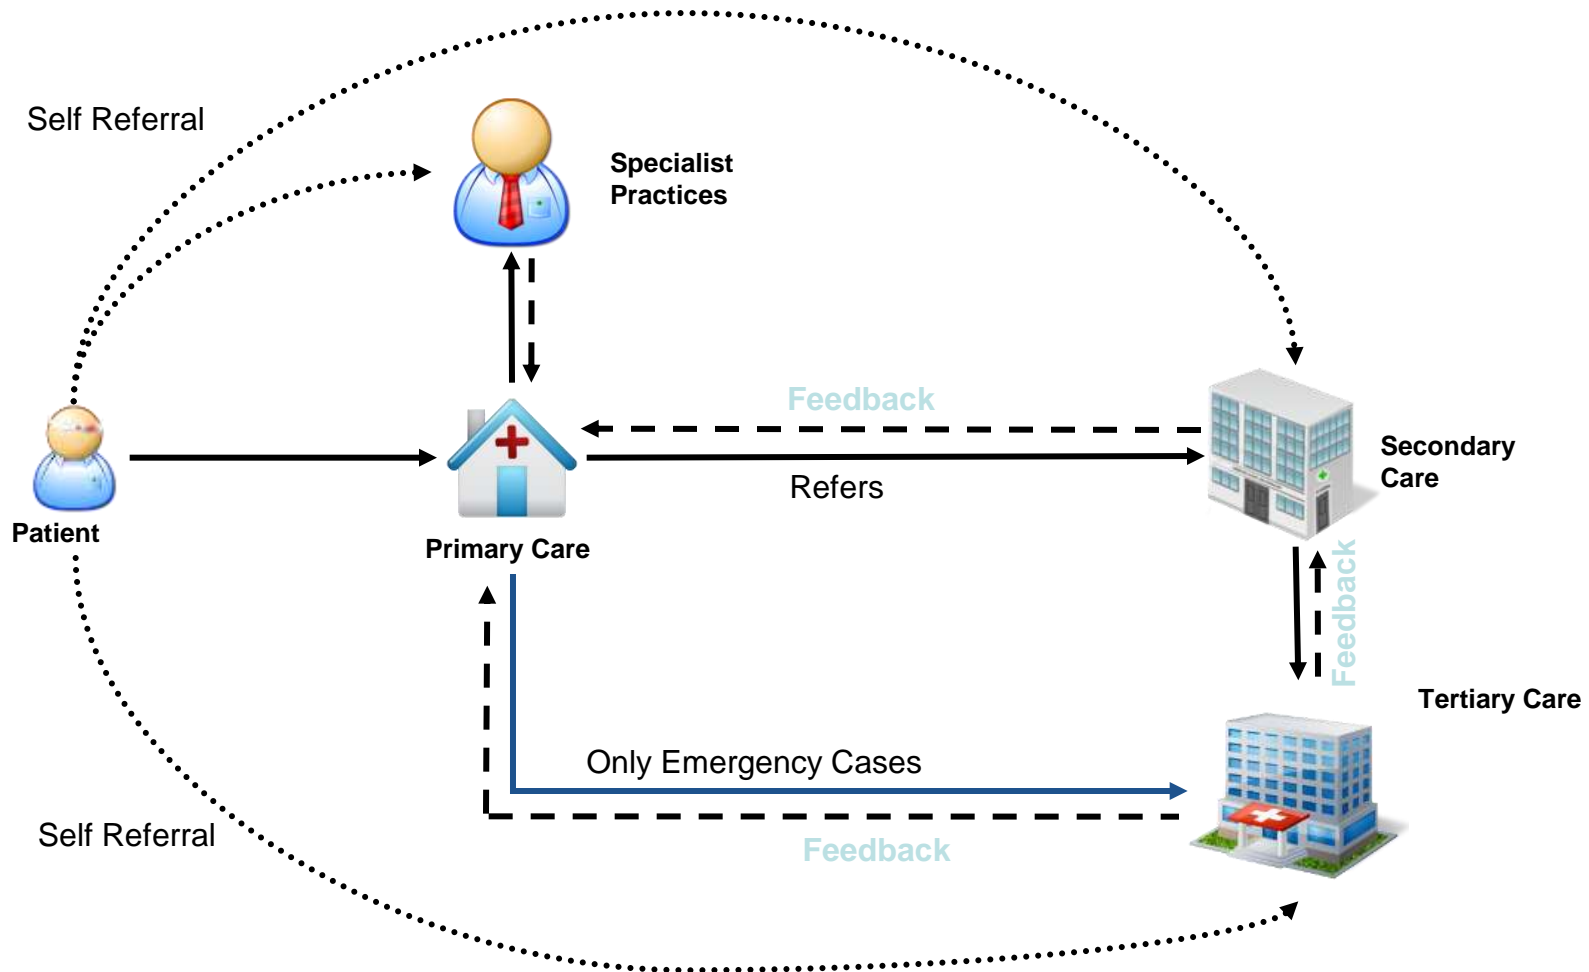 Self Referral
Specialist
Practices
Feedback
Refers
Secondary
Care
Patient
Primary Care
Feedback
Tertiary Care
Only Emergency Cases
Self Referral
Feedback